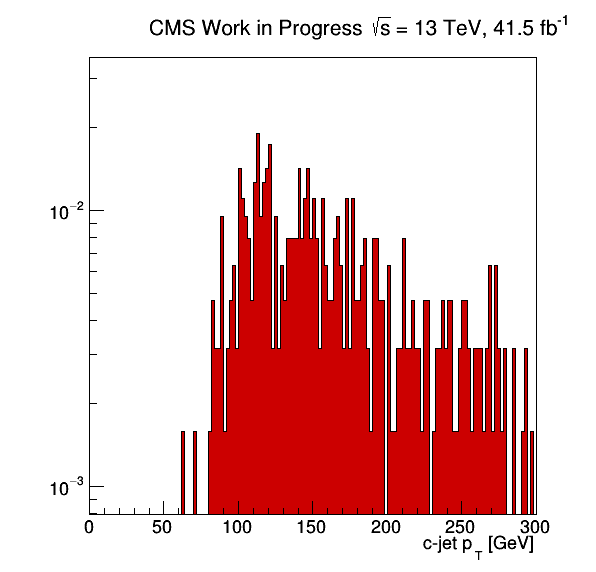 CMS Work in Progress √s = 13 TeV, 41.5 fb⁻¹
10⁻²
10⁻³
0 50 100 150 200 250 300
c-jet p_T [GeV]